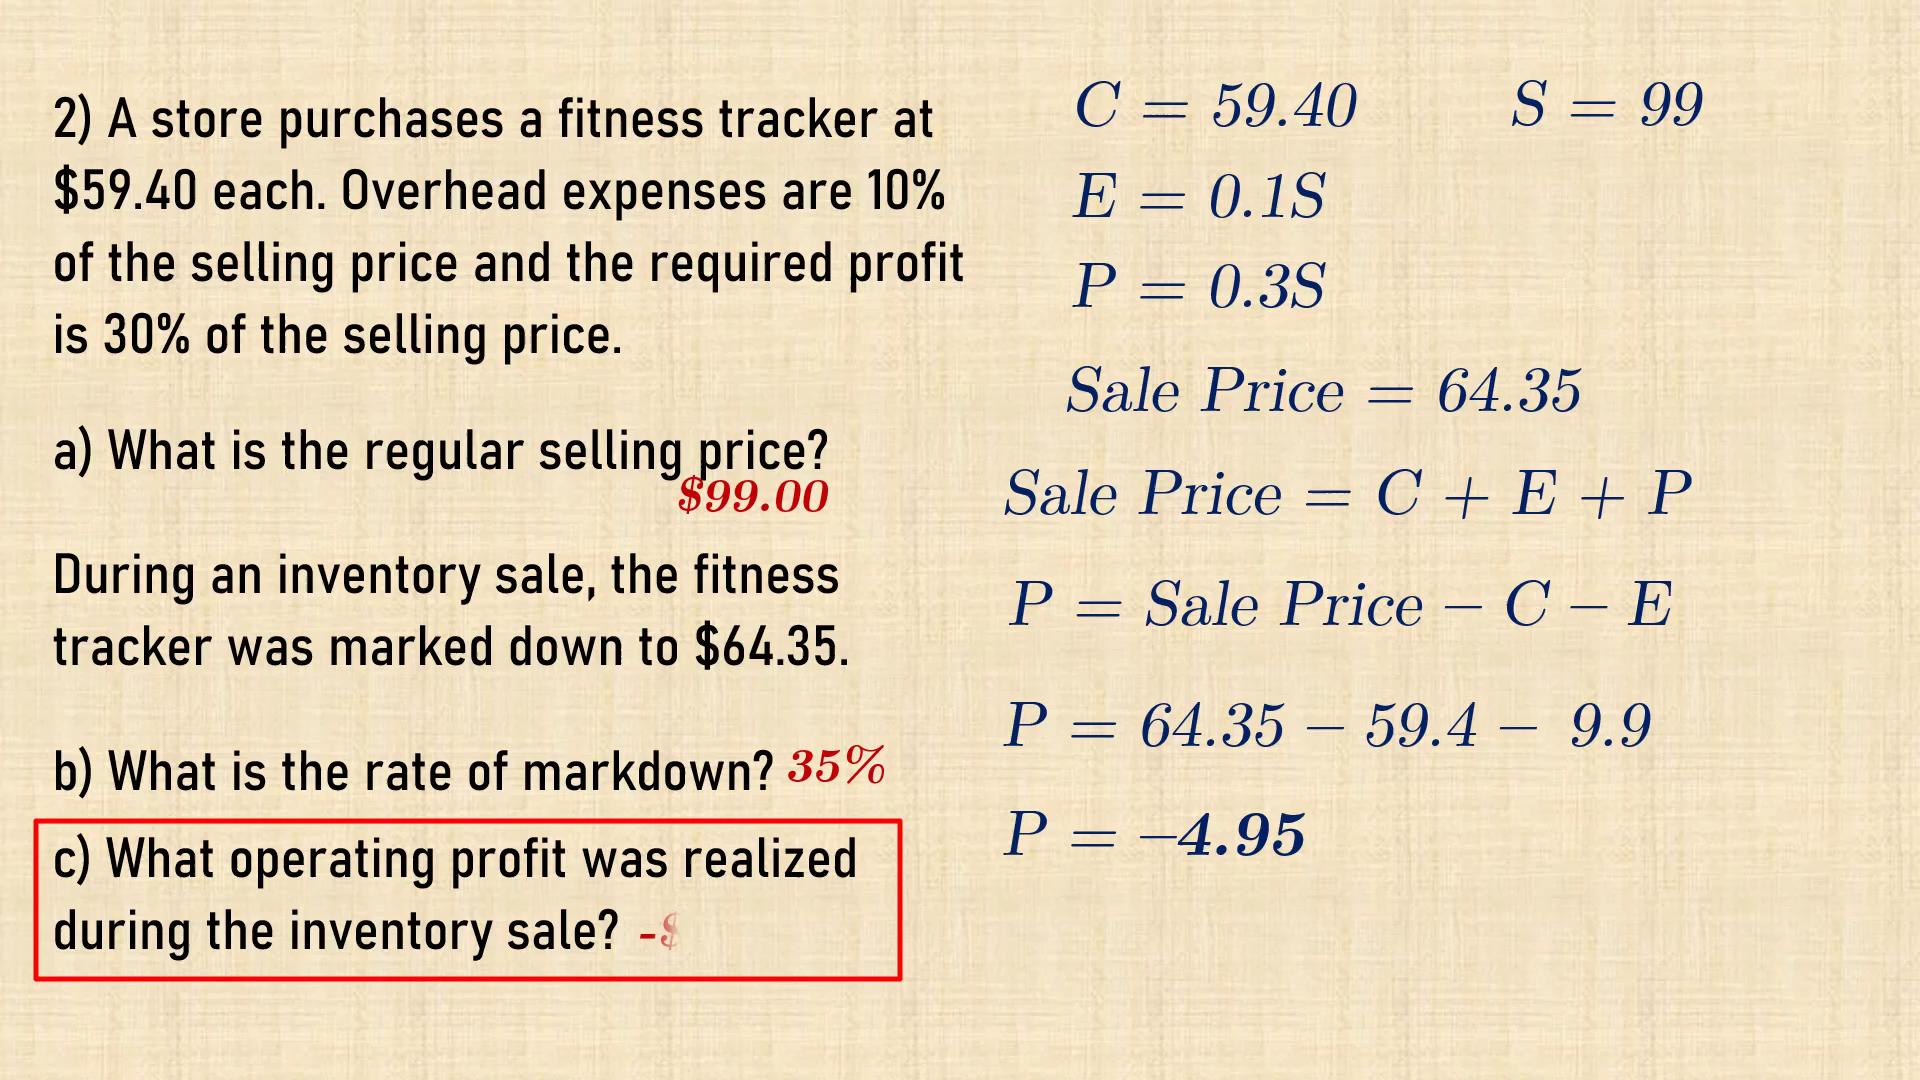 2) A store purchases a fitness tracker at
$59.40 each. Overhead expenses are 10%
of the selling price and the required profit
is 30% of the selling price.
a) What is the regular selling price?
$99.00
During an inventory sale, the fitness
tracker was marked down to $64.35.
b) What is the rate of markdown? 35%
c) What operating profit was realized
during the inventory sale? -$
C = 59.40 S = 99
E = 0.1S
P = 0.3S
Sale Price = 64.35
Sale Price = C + E + P
P = Sale Price – C – E
P = 64.35 – 59.4 – 9.9
P = –4.95